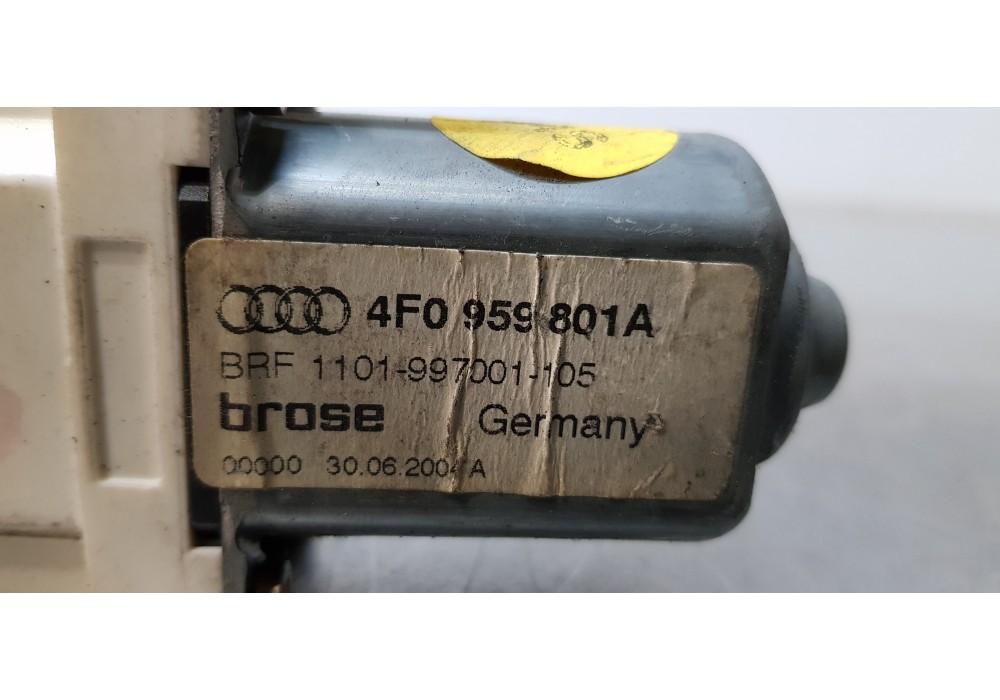 4F0 959 801A
BRF 1101-997001-105
brose Germany
00000 30.06.2004 A